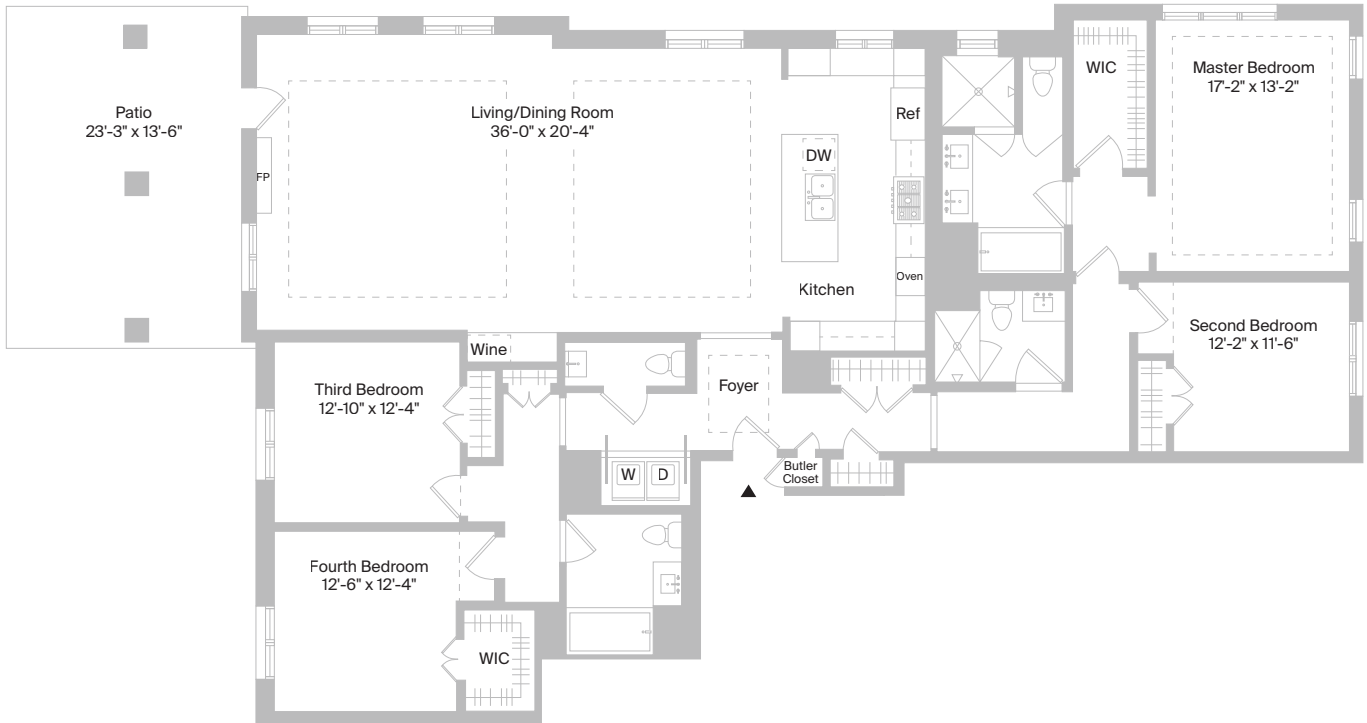 Patio
23'-3" x 13'-6"
Living/Dining Room
36'-0" x 20'-4"
WIC
Master Bedroom
17'-2" x 13'-2"
Ref
DW
FP
Oven
Kitchen
Second Bedroom
12'-2" x 11'-6"
Wine
Third Bedroom
12'-10" x 12'-4"
Foyer
W
D
Butler
Closet
Fourth Bedroom
12'-6" x 12'-4"
WIC